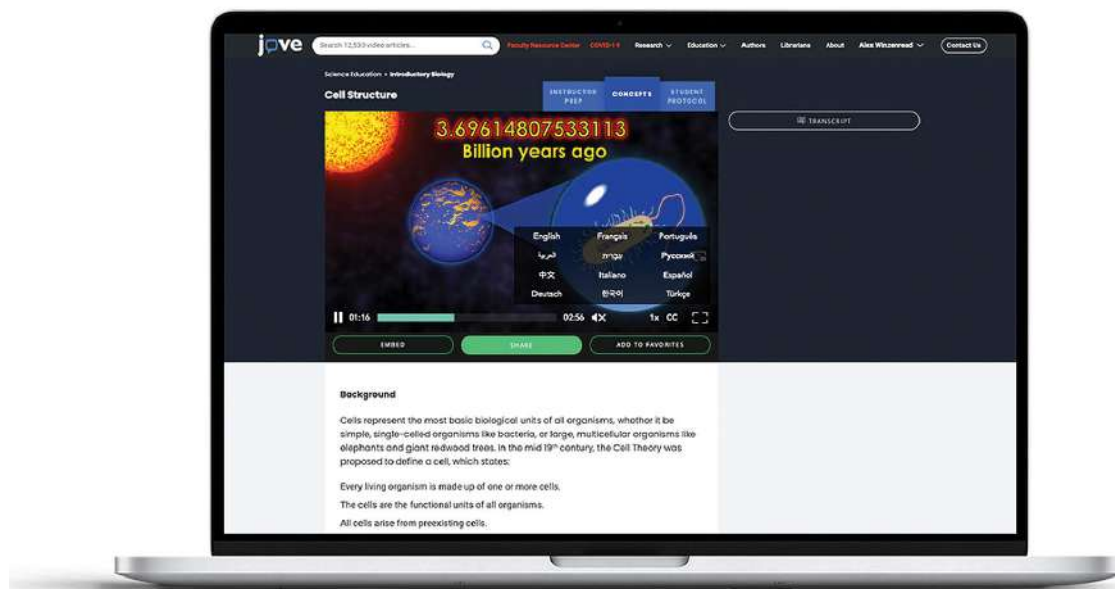 jove
Search 12,533 video articles...
Faculty Resource Center COVID-19 Research Education Authors Librarians About Alex Winzenread Contact Us
Science Education > Introductory Biology
Cell Structure
INSTRUCTOR PREP CONCEPTS STUDENT PROTOCOL
TRANSCRIPT
3.69614807533113
Billion years ago
English Français Português
العربية עברית Русский
中文 Italiano Español
Deutsch 한국어 Türkçe
01:16 02:56 1x CC
EMBED SHARE ADD TO FAVORITES
Background
Cells represent the most basic biological units of all organisms, whether it be
simple, single-celled organisms like bacteria, or large, multicellular organisms like
elephants and giant redwood trees. In the mid 19th century, the Cell Theory was
proposed to define a cell, which states:
Every living organism is made up of one or more cells.
The cells are the functional units of all organisms.
All cells arise from preexisting cells.